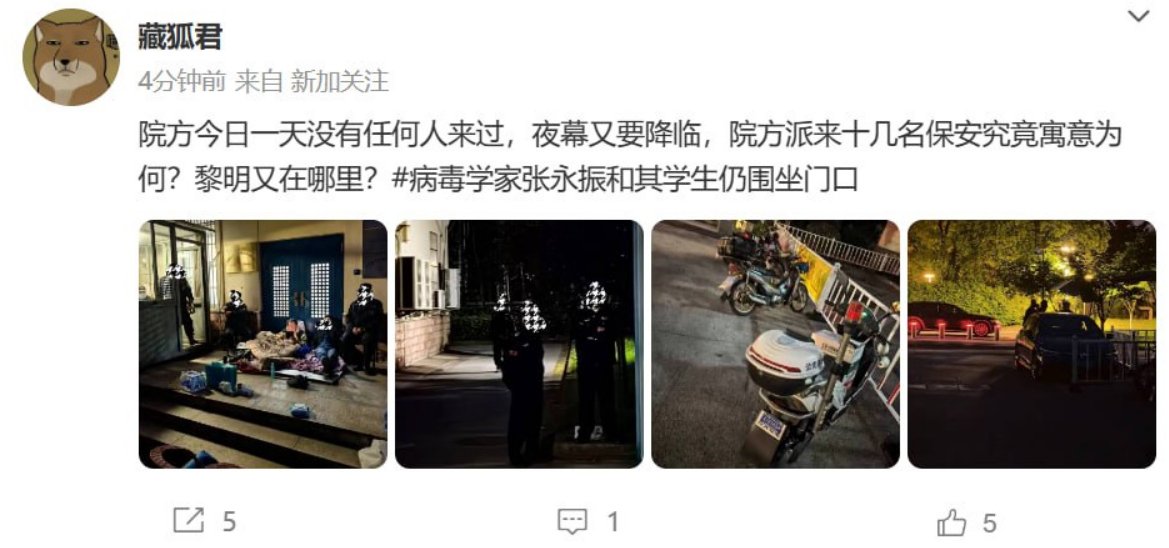 藏狐君
4分钟前 来自 新加关注
院方今日一天没有任何人来过，夜幕又要降临，院方派来十几名保安究竟寓意为
何？黎明又在哪里？#病毒学家张永振和其学生仍围坐门口
5
1
5